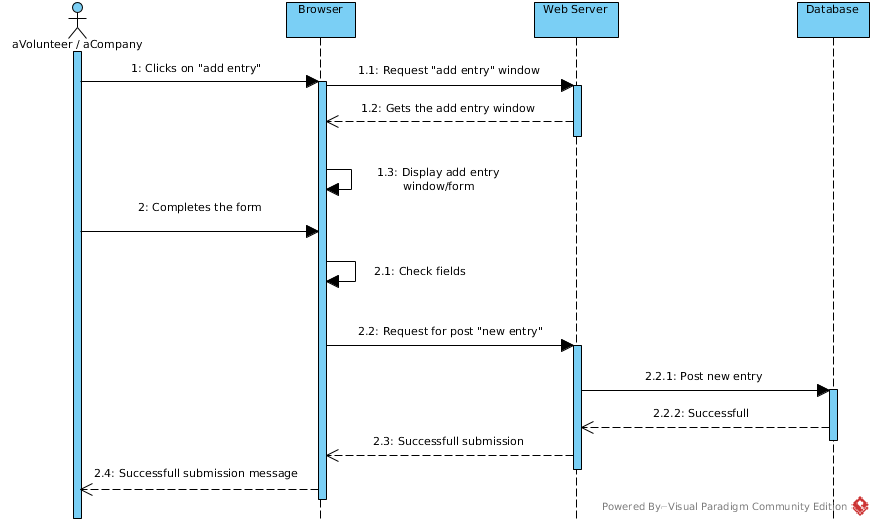 Browser
Web Server
Database
aVolunteer / aCompany
1: Clicks on "add entry"
1.1: Request "add entry" window
1.2: Gets the add entry window
1.3: Display add entry
window/form
2: Completes the form
2.1: Check fields
2.2: Request for post "new entry"
2.2.1: Post new entry
2.2.2: Successfull
2.3: Successfull submission
2.4: Successfull submission message
Powered By Visual Paradigm Community Edition